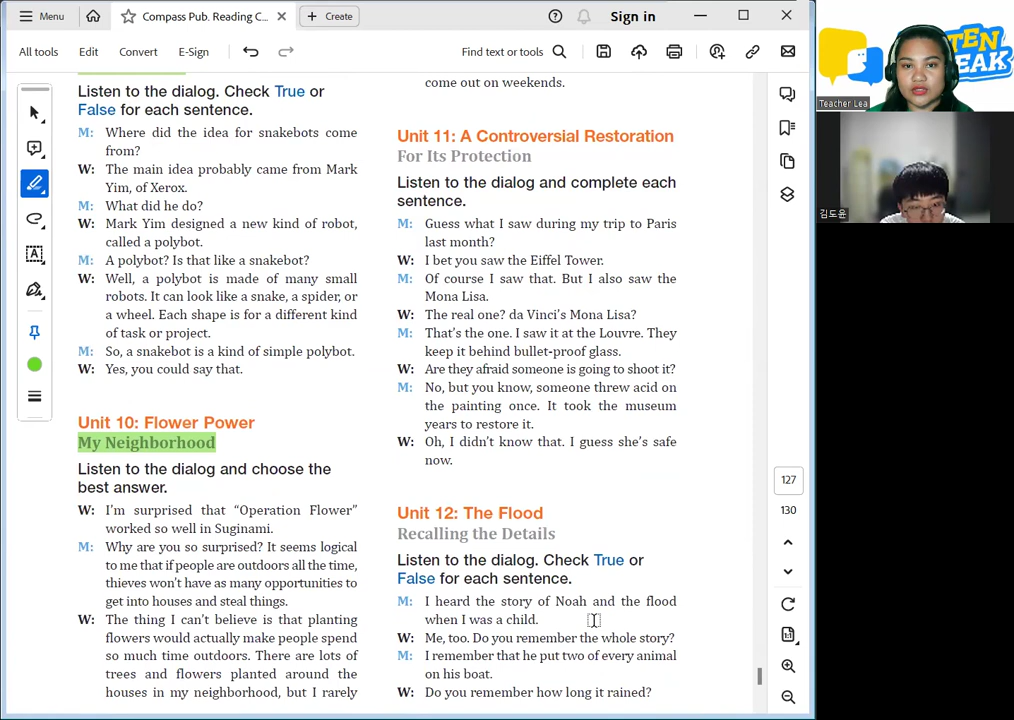 Menu
Compass Pub. Reading C...
Create
Sign in
All tools
Edit
Convert
E-Sign
Find text or tools
Listen to the dialog. Check True or
False for each sentence.
M: Where did the idea for snakebots come
from?
W: The main idea probably came from Mark
Yim, of Xerox.
M: What did he do?
W: Mark Yim designed a new kind of robot,
called a polybot.
M: A polybot? Is that like a snakebot?
W: Well, a polybot is made of many small
robots. It can look like a snake, a spider, or
a wheel. Each shape is for a different kind
of task or project.
M: So, a snakebot is a kind of simple polybot.
W: Yes, you could say that.
Unit 10: Flower Power
My Neighborhood
Listen to the dialog and choose the
best answer.
W: I'm surprised that “Operation Flower”
worked so well in Suginami.
M: Why are you so surprised? It seems logical
to me that if people are outdoors all the time,
thieves won't have as many opportunities to
get into houses and steal things.
W: The thing I can't believe is that planting
flowers would actually make people spend
so much time outdoors. There are lots of
trees and flowers planted around the
houses in my neighborhood, but I rarely
come out on weekends.
Unit 11: A Controversial Restoration
For Its Protection
Listen to the dialog and complete each
sentence.
M: Guess what I saw during my trip to Paris
last month?
W: I bet you saw the Eiffel Tower.
M: Of course I saw that. But I also saw the
Mona Lisa.
W: The real one? da Vinci's Mona Lisa?
M: That's the one. I saw it at the Louvre. They
keep it behind bullet-proof glass.
W: Are they afraid someone is going to shoot it?
M: No, but you know, someone threw acid on
the painting once. It took the museum
years to restore it.
W: Oh, I didn't know that. I guess she's safe
now.
Unit 12: The Flood
Recalling the Details
Listen to the dialog. Check True or
False for each sentence.
M: I heard the story of Noah and the flood
when I was a child.
W: Me, too. Do you remember the whole story?
M: I remember that he put two of every animal
on his boat.
W: Do you remember how long it rained?
127
130
Teacher Lea
김도윤